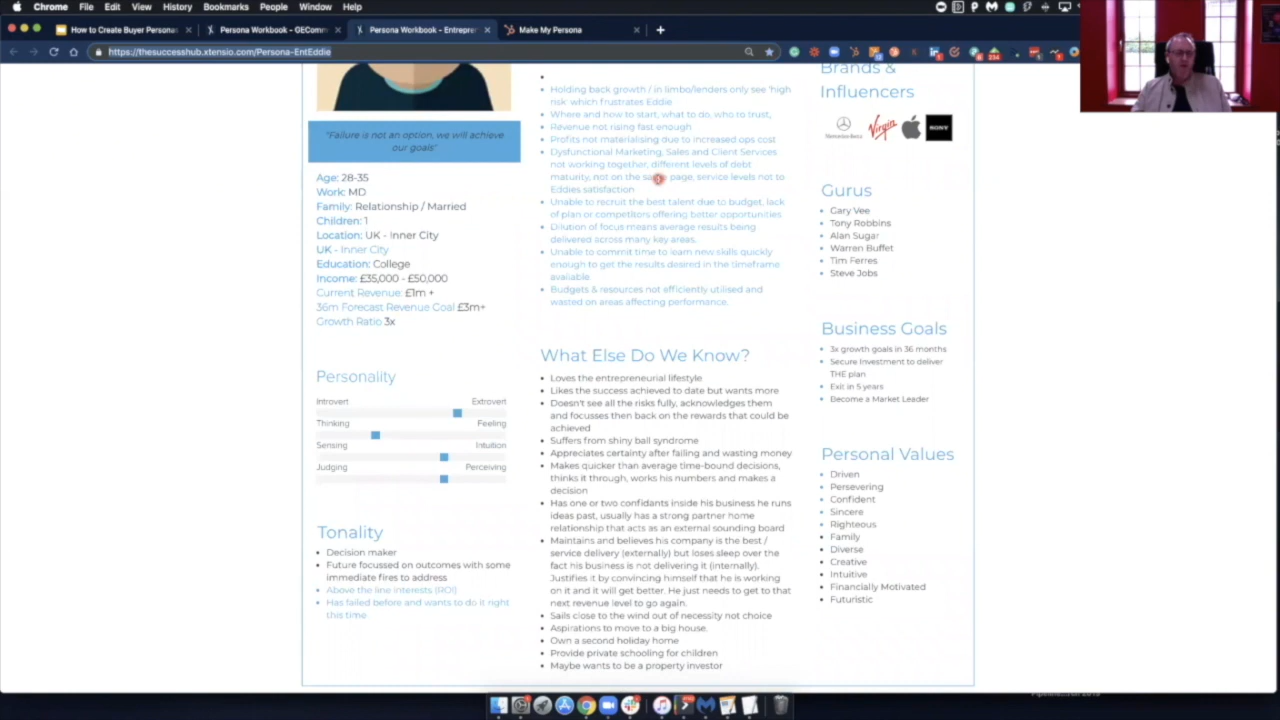 Chrome File Edit View History Bookmarks People Window Help
How to Create Buyer Personas
Persona Workbook - GEComm
Persona Workbook - Entrepre
Make My Persona
https://thesuccesshub.xtensio.com/Persona-EntEddie
"Failure is not an option, we will achieve
our goals"
Age: 28-35
Work: MD
Family: Relationship / Married
Children: 1
Location: UK - Inner City
UK - Inner City
Education: College
Income: £35,000 - £50,000
Current Revenue: £1m +
36m Forecast Revenue Goal £3m+
Growth Ratio 3x
Personality
Introvert Extrovert
Thinking Feeling
Sensing Intuition
Judging Perceiving
Tonality
Decision maker
Future focussed on outcomes with some
immediate fires to address
Above the line interests (ROI)
Has failed before and wants to do it right
this time
Holding back growth / in limbo/lenders only see 'high
risk' which frustrates Eddie
Where and how to start, what to do, who to trust,
Revenue not rising fast enough
Profits not materialising due to increased ops cost
Dysfunctional Marketing, Sales and Client Services
not working together, different levels of debt
maturity, not on the page, service levels not to
Eddies satisfaction
Unable to recruit the best talent due to budget, lack
of plan or competitors offering better opportunities
Dilution of focus means average results being
delivered across many key areas.
Unable to commit time to learn new skills quickly
enough to get the results desired in the timeframe
available
Budgets & resources not efficiently utilised and
wasted on areas affecting performance.
What Else Do We Know?
Loves the entrepreneurial lifestyle
Likes the success achieved to date but wants more
Doesn't see all the risks fully, acknowledges them
and focusses then back on the rewards that could be
achieved
Suffers from shiny ball syndrome
Appreciates certainty after failing and wasting money
Makes quicker than average time-bound decisions,
thinks it through, works his numbers and makes a
decision
Has one or two confidants inside his business he runs
ideas past, usually has a strong partner home
relationship that acts as an external sounding board
Maintains and believes his company is the best /
service delivery (externally) but loses sleep over the
fact his business is not delivering it (internally).
Justifies it by convincing himself that he is working
on it and it will get better. He just needs to get to that
next revenue level to go again.
Sails close to the wind out of necessity not choice
Aspirations to move to a big house.
Own a second holiday home
Provide private schooling for children
Maybe wants to be a property investor
Brands &
Influencers
Mercedes-Benz
Virgin
SONY
Gurus
Gary Vee
Tony Robbins
Alan Sugar
Warren Buffet
Tim Ferres
Steve Jobs
Business Goals
3x growth goals in 36 months
Secure Investment to deliver
THE plan
Exit in 5 years
Become a Market Leader
Personal Values
Driven
Persevering
Confident
Sincere
Righteous
Family
Diverse
Creative
Intuitive
Financially Motivated
Futuristic